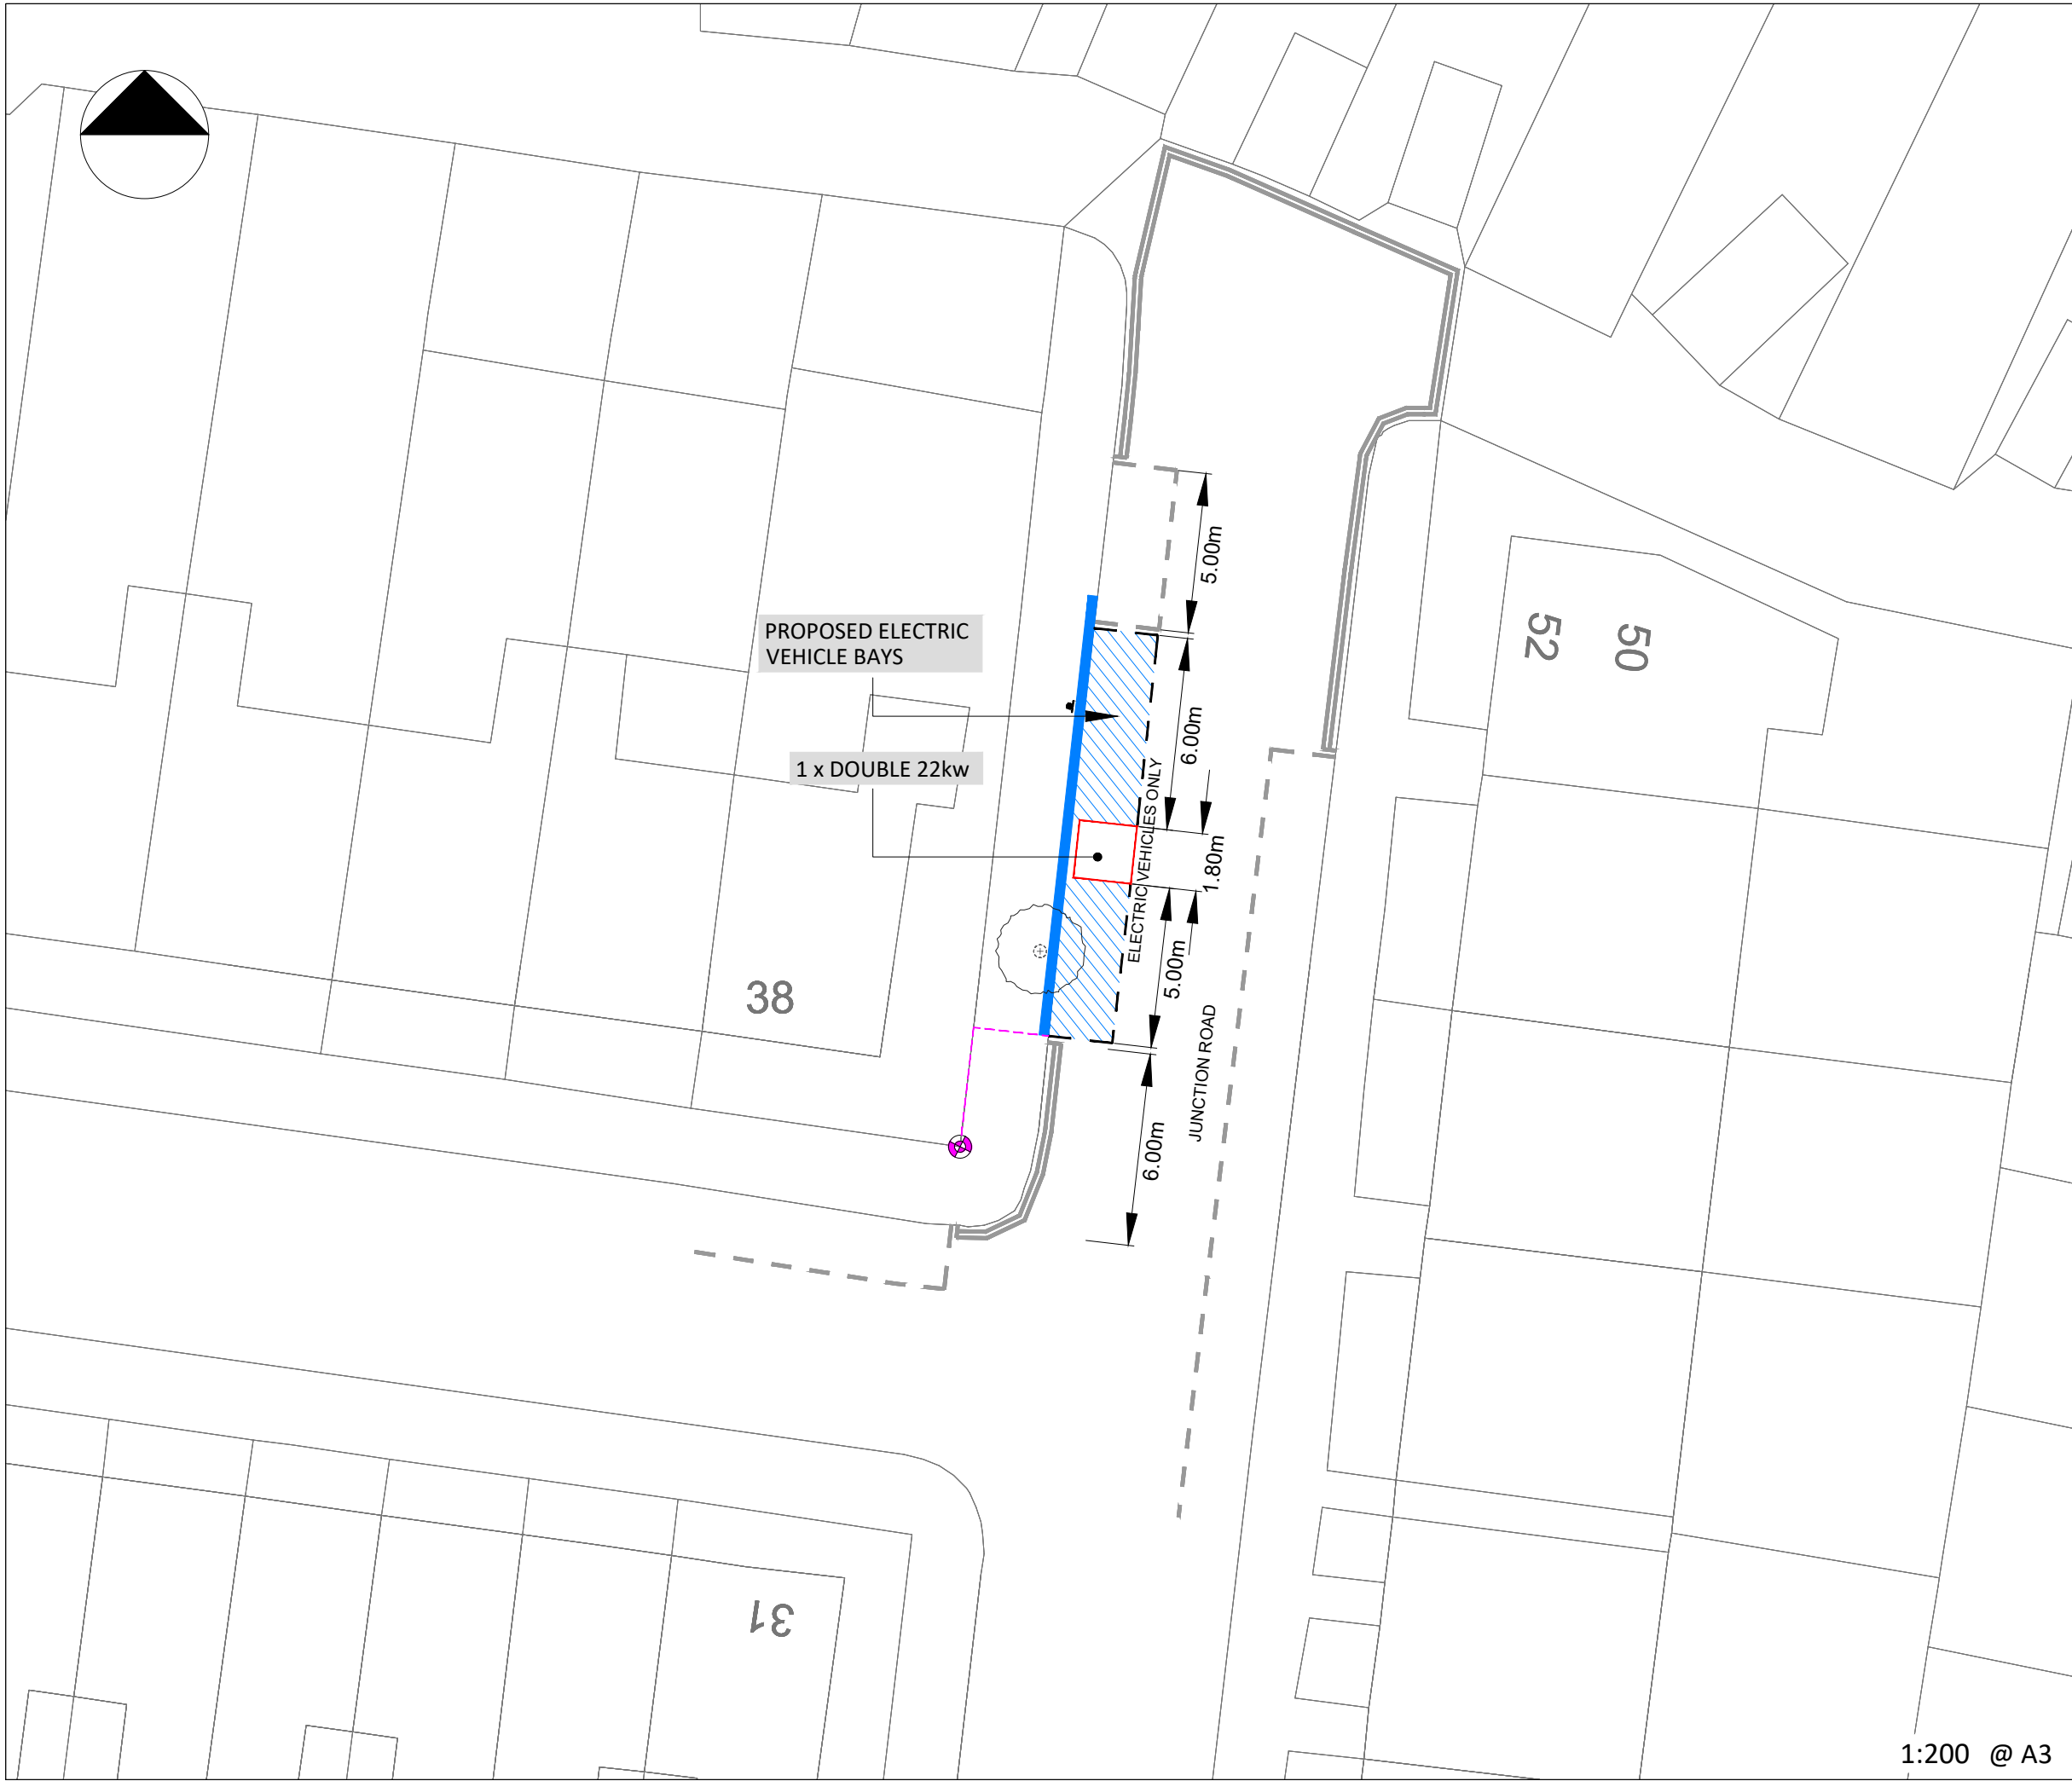 5.00m
PROPOSED ELECTRIC
VEHICLE BAYS
52
50
6.00m
1 x DOUBLE 22kw
ELECTRIC VEHICLES ONLY
1.80m
5.00m
38
JUNCTION ROAD
6.00m
31
1:200 @ A3